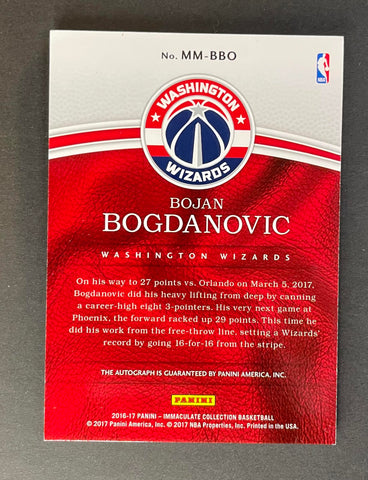 No. MM-BBO
NBA
WASHINGTON
WIZARDS
BOJAN
BOGDANOVIC
WASHINGTON WIZARDS
On his way to 27 points vs. Orlando on March 5, 2017,
Bogdanovic did his heavy lifting from deep by canning
a career-high eight 3-pointers. His very next game at
Phoenix, the forward racked up 29 points. This time he
did his work from the free-throw line, setting a Wizards'
record by going 16-for-16 from the stripe.
THE AUTOGRAPH IS GUARANTEED BY PANINI AMERICA, INC.
PANINI
2016-17 PANINI – IMMACULATE COLLECTION BASKETBALL
© 2017 Panini America, Inc. © 2017 NBA Properties, Inc. Printed in the USA.